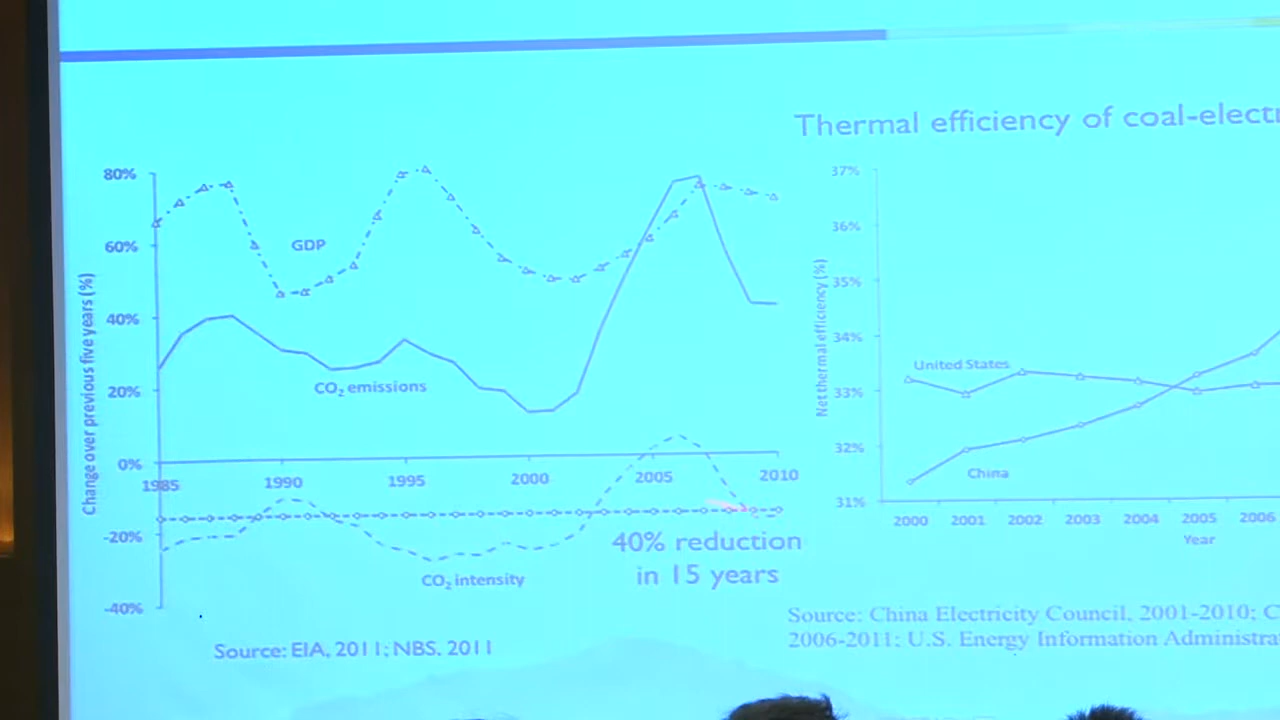 Thermal efficiency of coal-electr
80%
60%
40%
20%
0%
-20%
-40%
Change over previous five years (%)
GDP
CO₂ emissions
1985
1990
1995
2000
2005
2010
CO₂ intensity
40% reduction
in 15 years
Source: EIA, 2011; NBS, 2011
37%
36%
35%
34%
33%
32%
31%
Net thermal efficiency (%)
United States
China
2000
2001
2002
2003
2004
2005
2006
Year
Source: China Electricity Council, 2001-2010; C
2006-2011; U.S. Energy Information Administra